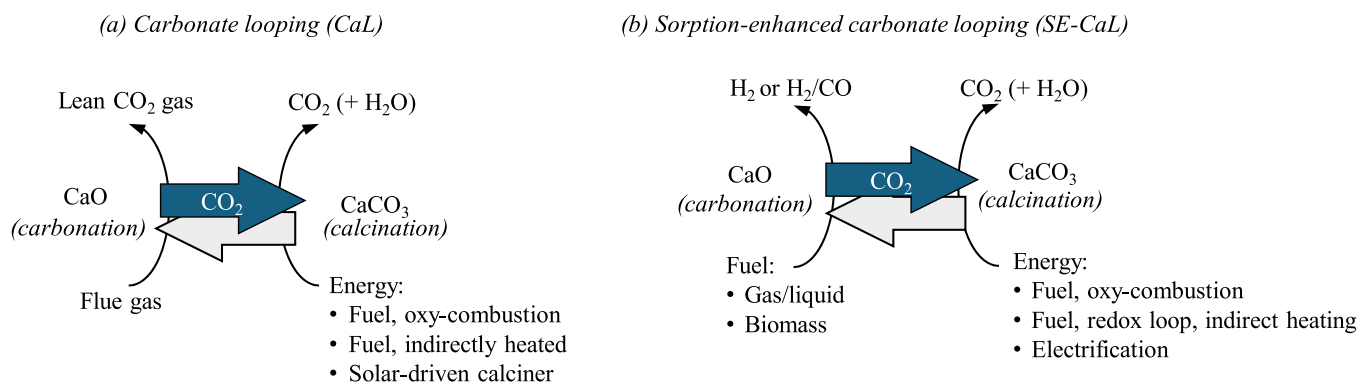 (a) Carbonate looping (CaL)
Lean CO₂ gas
CO₂ (+ H₂O)
CaO
(carbonation)
CO₂
CaCO₃
(calcination)
Flue gas
Energy:
• Fuel, oxy-combustion
• Fuel, indirectly heated
• Solar-driven calciner
(b) Sorption-enhanced carbonate looping (SE-CaL)
H₂ or H₂/CO
CO₂ (+ H₂O)
CaO
(carbonation)
CO₂
CaCO₃
(calcination)
Fuel:
• Gas/liquid
• Biomass
Energy:
• Fuel, oxy-combustion
• Fuel, redox loop, indirect heating
• Electrification